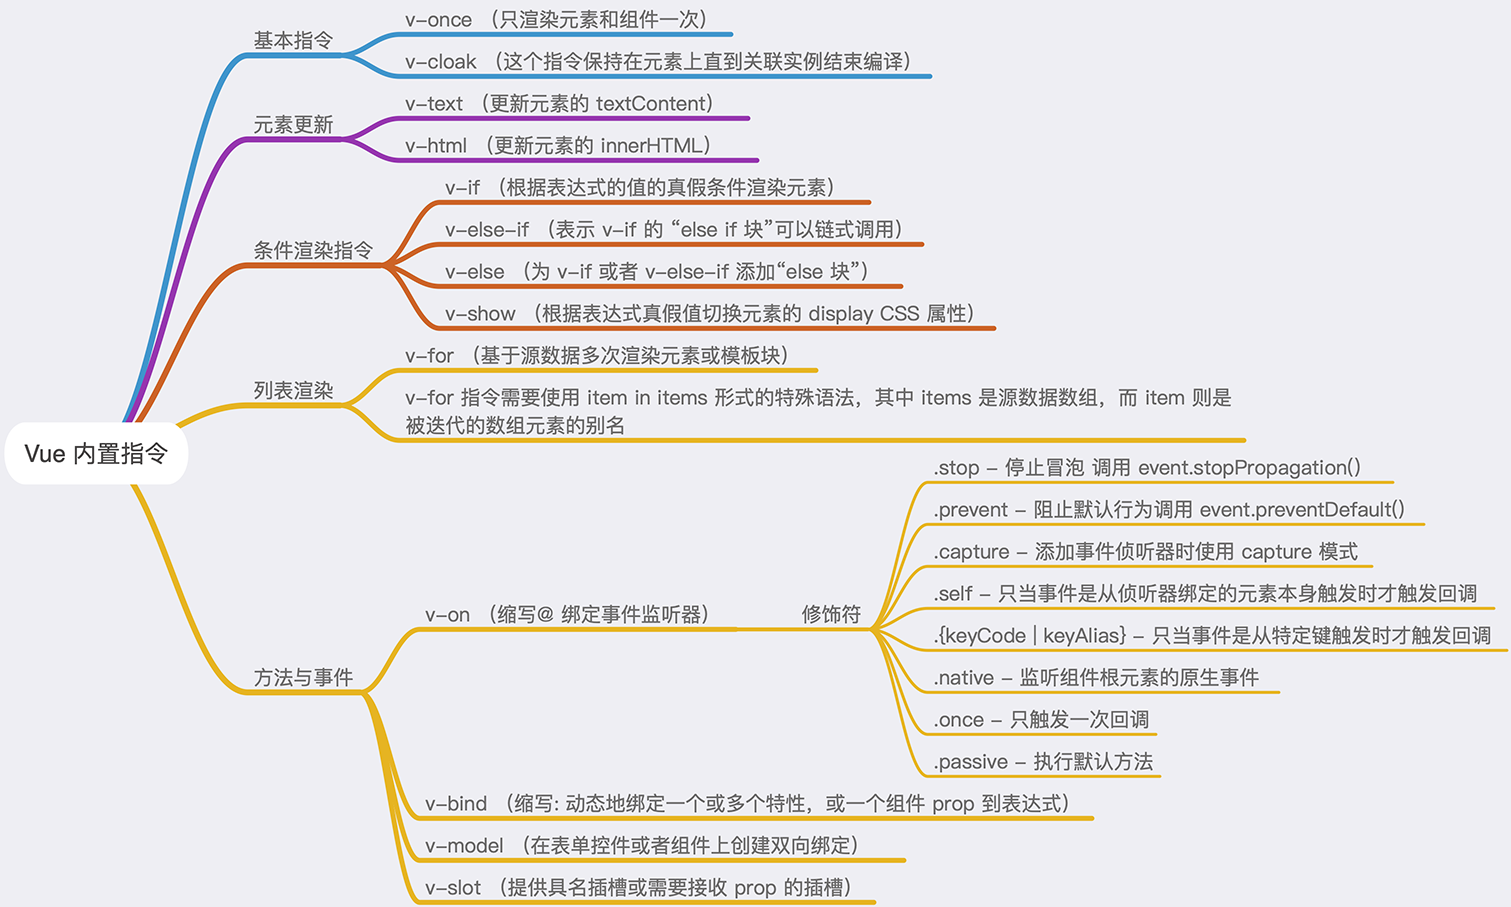 Vue 内置指令
基本指令
v-once （只渲染元素和组件一次）
v-cloak （这个指令保持在元素上直到关联实例结束编译）
元素更新
v-text （更新元素的 textContent）
v-html （更新元素的 innerHTML）
条件渲染指令
v-if （根据表达式的值的真假条件渲染元素）
v-else-if （表示 v-if 的 “else if 块”可以链式调用）
v-else （为 v-if 或者 v-else-if 添加“else 块”）
v-show （根据表达式真假值切换元素的 display CSS 属性）
列表渲染
v-for （基于源数据多次渲染元素或模板块）
v-for 指令需要使用 item in items 形式的特殊语法，其中 items 是源数据数组，而 item 则是
被迭代的数组元素的别名
方法与事件
v-on （缩写@ 绑定事件监听器）
修饰符
.stop - 停止冒泡 调用 event.stopPropagation()
.prevent - 阻止默认行为调用 event.preventDefault()
.capture - 添加事件侦听器时使用 capture 模式
.self - 只当事件是从侦听器绑定的元素本身触发时才触发回调
.{keyCode | keyAlias} - 只当事件是从特定键触发时才触发回调
.native - 监听组件根元素的原生事件
.once - 只触发一次回调
.passive - 执行默认方法
v-bind （缩写: 动态地绑定一个或多个特性，或一个组件 prop 到表达式）
v-model （在表单控件或者组件上创建双向绑定）
v-slot （提供具名插槽或需要接收 prop 的插槽）